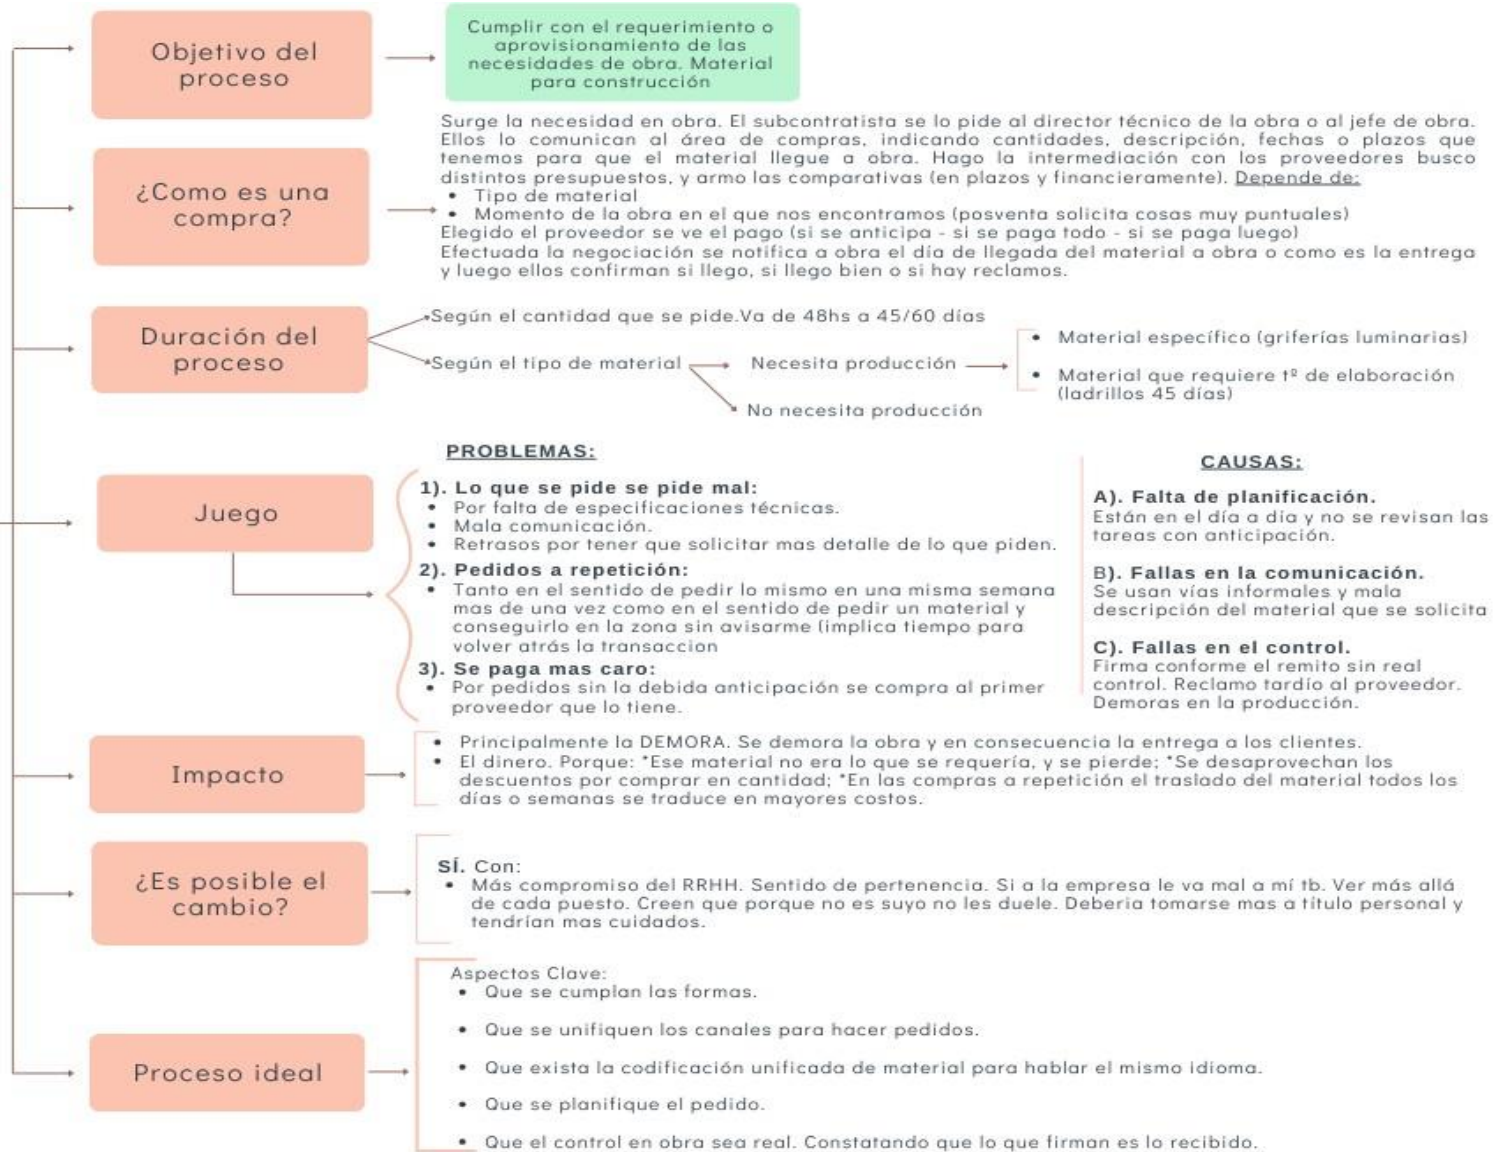 Objetivo del
proceso
Cumplir con el requerimiento o
aprovisionamiento de las
necesidades de obra. Material
para construcción
¿Como es una
compra?
Surge la necesidad en obra. El subcontratista se lo pide al director técnico de la obra o al jefe de obra.
Ellos lo comunican al área de compras, indicando cantidades, descripción, fechas o plazos que
tenemos para que el material llegue a obra. Hago la intermediación con los proveedores busco
distintos presupuestos, y armo las comparativas (en plazos y financieramente). Depende de:
• Tipo de material
• Momento de la obra en el que nos encontramos (posventa solicita cosas muy puntuales)
Elegido el proveedor se ve el pago (si se anticipa - si se paga todo - si se paga luego)
Efectuada la negociación se notifica a obra el día de llegada del material a obra o como es la entrega
y luego ellos confirman si llego, si llego bien o si hay reclamos.
Duración del
proceso
Según el cantidad que se pide.Va de 48hs a 45/60 días
Según el tipo de material
Necesita producción
• Material específico (griferías luminarias)
• Material que requiere tº de elaboración
(ladrillos 45 días)
No necesita producción
Juego
PROBLEMAS:
1). Lo que se pide se pide mal:
• Por falta de especificaciones técnicas.
• Mala comunicación.
• Retrasos por tener que solicitar mas detalle de lo que piden.
2). Pedidos a repetición:
• Tanto en el sentido de pedir lo mismo en una misma semana
mas de una vez como en el sentido de pedir un material y
conseguirlo en la zona sin avisarme (implica tiempo para
volver atrás la transaccion
3). Se paga mas caro:
• Por pedidos sin la debida anticipación se compra al primer
proveedor que lo tiene.
CAUSAS:
A). Falta de planificación.
Están en el día a dia y no se revisan las
tareas con anticipación.
B). Fallas en la comunicación.
Se usan vías informales y mala
descripción del material que se solicita
C). Fallas en el control.
Firma conforme el remito sin real
control. Reclamo tardío al proveedor.
Demoras en la producción.
Impacto
• Principalmente la DEMORA. Se demora la obra y en consecuencia la entrega a los clientes.
• El dinero. Porque: *Ese material no era lo que se requería, y se pierde; *Se desaprovechan los
descuentos por comprar en cantidad; *En las compras a repetición el traslado del material todos los
días o semanas se traduce en mayores costos.
¿Es posible el
cambio?
SÍ. Con:
• Más compromiso del RRHH. Sentido de pertenencia. Si a la empresa le va mal a mí tb. Ver más allá
de cada puesto. Creen que porque no es suyo no les duele. Deberia tomarse mas a título personal y
tendrían mas cuidados.
Proceso ideal
Aspectos Clave:
• Que se cumplan las formas.
• Que se unifiquen los canales para hacer pedidos.
• Que exista la codificación unificada de material para hablar el mismo idioma.
• Que se planifique el pedido.
• Que el control en obra sea real. Constatando que lo que firman es lo recibido.